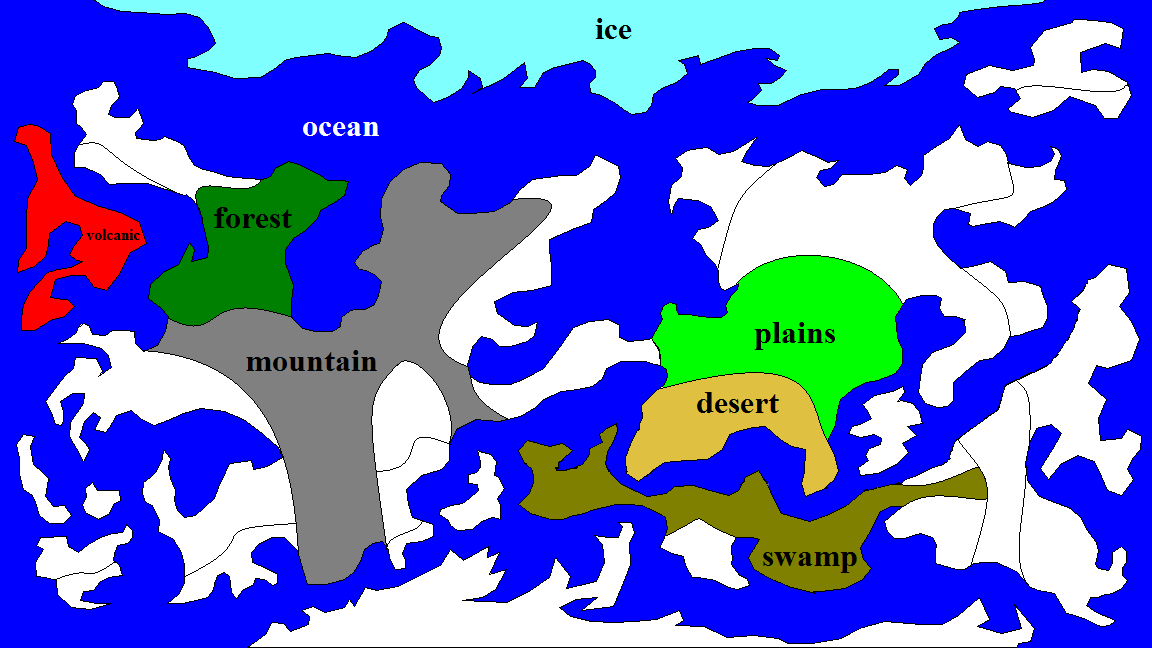 ice
ocean
forest
volcanic
plains
mountain
desert
swamp